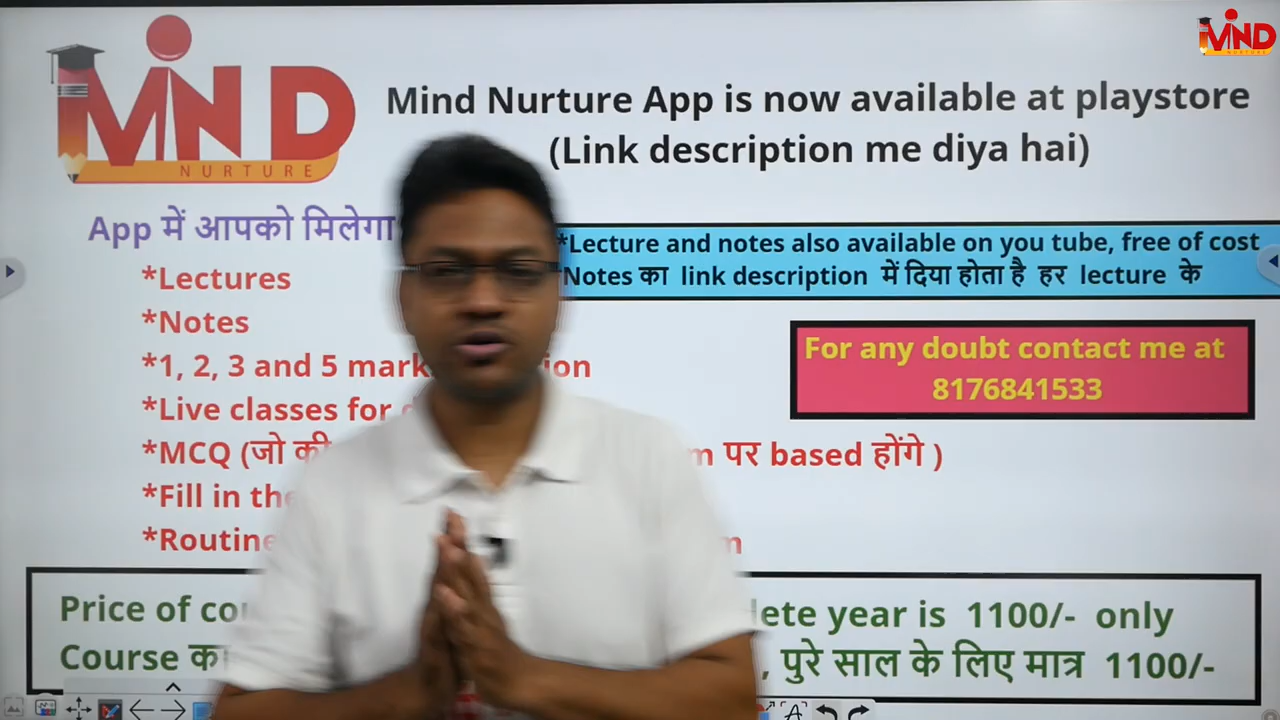 MIND
NURTURE
MIND
NURTURE
Mind Nurture App is now available at playstore
(Link description me diya hai)
App में आपको मिलेगा
*Lecture and notes also available on you tube, free of cost
*Notes का link description में दिया होता है हर lecture के
*Lectures
*Notes
*1, 2, 3 and 5 mark
For any doubt contact me at
8176841533
*Live classes for
*MCQ (जो की पर based होंगे )
*Fill in the
*Routine
Price of year is 1100/- only
Course का , पुरे साल के लिए मात्र 1100/-